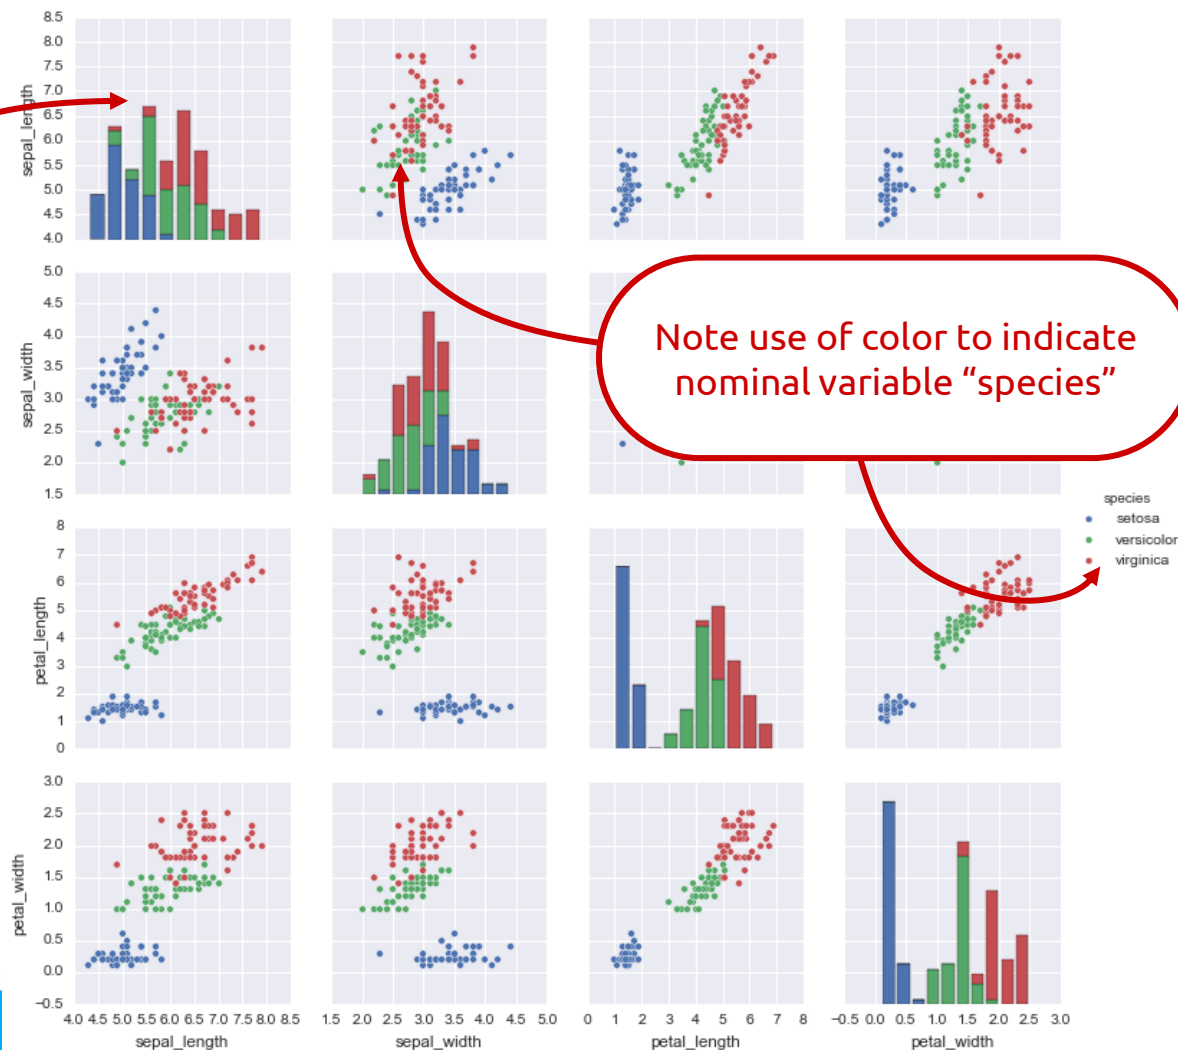 8.5
8.0
7.5
7.0
6.5
6.0
5.5
5.0
4.5
4.0
sepal_length
5.0
4.5
4.0
3.5
3.0
2.5
2.0
1.5
sepal_width
Note use of color to indicate
nominal variable “species”
species
setosa
versicolor
virginica
8
7
6
5
4
3
2
1
0
petal_length
3.0
2.5
2.0
1.5
1.0
0.5
0.0
−0.5
petal_width
4.0 4.5 5.0 5.5 6.0 6.5 7.0 7.5 8.0 8.5
sepal_length
1.5 2.0 2.5 3.0 3.5 4.0 4.5 5.0
sepal_width
0 1 2 3 4 5 6 7 8
petal_length
−0.5 0.0 0.5 1.0 1.5 2.0 2.5 3.0
petal_width